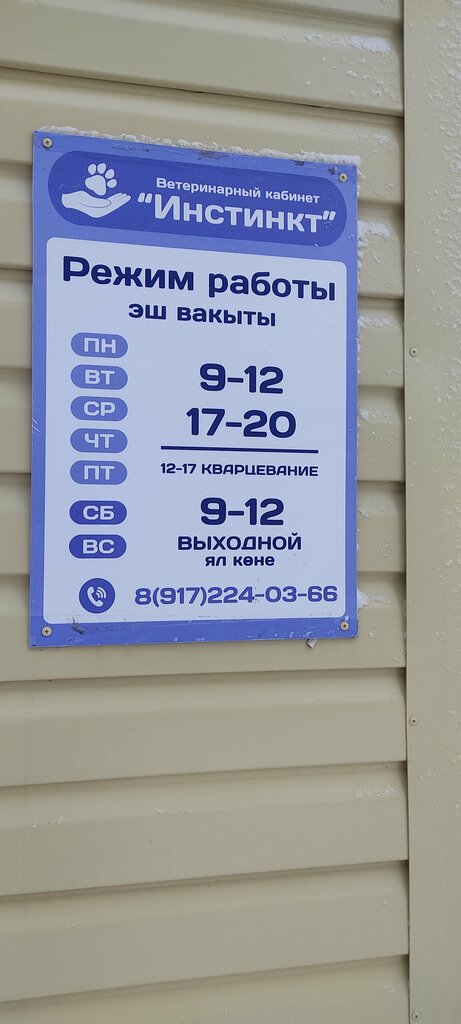 Ветеринарный кабинет
"Инстинкт"
Режим работы
эш вакыты
ПН
ВТ
9-12
СР
17-20
ЧТ
ПТ
12-17 КВАРЦЕВАНИЕ
СБ
9-12
ВС
ВЫХОДНОЙ
ял көне
8(917)224-03-66